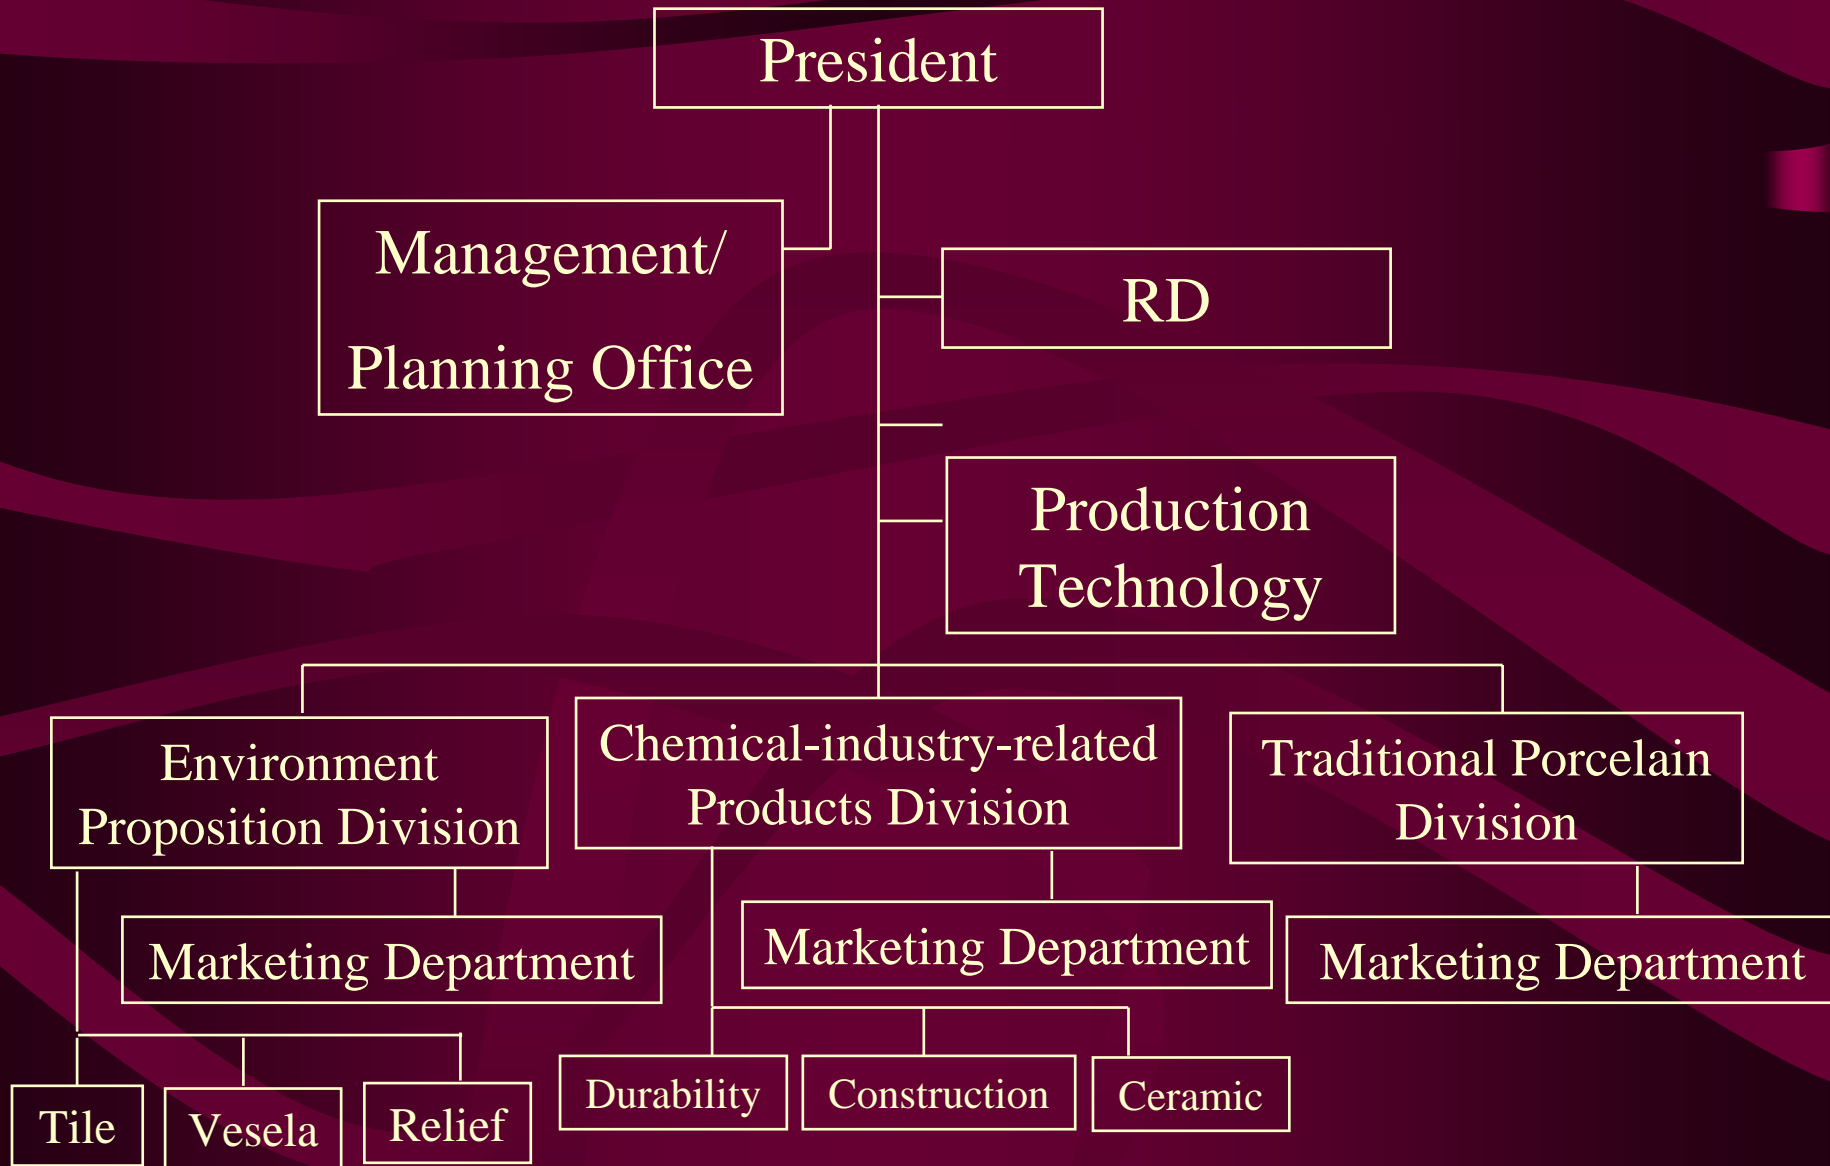 President
Management/
Planning Office
RD
Production
Technology
Environment
Proposition Division
Chemical-industry-related
Products Division
Traditional Porcelain
Division
Marketing Department
Marketing Department
Marketing Department
Tile
Vesela
Relief
Durability
Construction
Ceramic